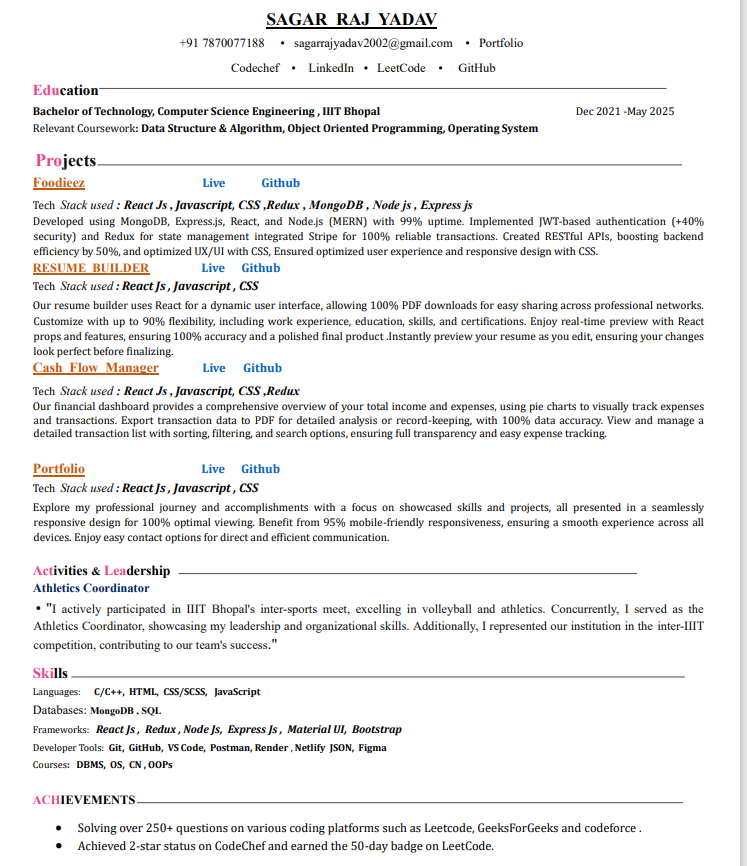 SAGAR RAJ YADAV
+91 7870077188 • sagarrajyadav2002@gmail.com • Portfolio
Codechef • LinkedIn • LeetCode • GitHub
Education
Bachelor of Technology, Computer Science Engineering , IIIT Bhopal Dec 2021 -May 2025
Relevant Coursework: Data Structure & Algorithm, Object Oriented Programming, Operating System
Projects
Foodieez Live Github
Tech Stack used : React Js , Javascript, CSS ,Redux , MongoDB , Node js , Express js
Developed using MongoDB, Express.js, React, and Node.js (MERN) with 99% uptime. Implemented JWT-based authentication (+40%
security) and Redux for state management integrated Stripe for 100% reliable transactions. Created RESTful APIs, boosting backend
efficiency by 50%, and optimized UX/UI with CSS, Ensured optimized user experience and responsive design with CSS.
RESUME BUILDER Live Github
Tech Stack used : React Js , Javascript , CSS
Our resume builder uses React for a dynamic user interface, allowing 100% PDF downloads for easy sharing across professional networks.
Customize with up to 90% flexibility, including work experience, education, skills, and certifications. Enjoy real-time preview with React
props and features, ensuring 100% accuracy and a polished final product .Instantly preview your resume as you edit, ensuring your changes
look perfect before finalizing.
Cash Flow Manager Live Github
Tech Stack used : React Js , Javascript, CSS ,Redux
Our financial dashboard provides a comprehensive overview of your total income and expenses, using pie charts to visually track expenses
and transactions. Export transaction data to PDF for detailed analysis or record-keeping, with 100% data accuracy. View and manage a
detailed transaction list with sorting, filtering, and search options, ensuring full transparency and easy expense tracking.
Portfolio Live Github
Tech Stack used : React Js , Javascript , CSS
Explore my professional journey and accomplishments with a focus on showcased skills and projects, all presented in a seamlessly
responsive design for 100% optimal viewing. Benefit from 95% mobile-friendly responsiveness, ensuring a smooth experience across all
devices. Enjoy easy contact options for direct and efficient communication.
Activities & Leadership
Athletics Coordinator
• "I actively participated in IIIT Bhopal's inter-sports meet, excelling in volleyball and athletics. Concurrently, I served as the
Athletics Coordinator, showcasing my leadership and organizational skills. Additionally, I represented our institution in the inter-IIIT
competition, contributing to our team's success."
Skills
Languages: C/C++, HTML, CSS/SCSS, JavaScript
Databases: MongoDB , SQL
Frameworks: React Js , Redux , Node Js, Express Js , Material UI, Bootstrap
Developer Tools: Git, GitHub, VS Code, Postman, Render , Netlify JSON, Figma
Courses: DBMS, OS, CN , OOPs
ACHIEVEMENTS
• Solving over 250+ questions on various coding platforms such as Leetcode, GeeksForGeeks and codeforce .
• Achieved 2-star status on CodeChef and earned the 50-day badge on LeetCode.